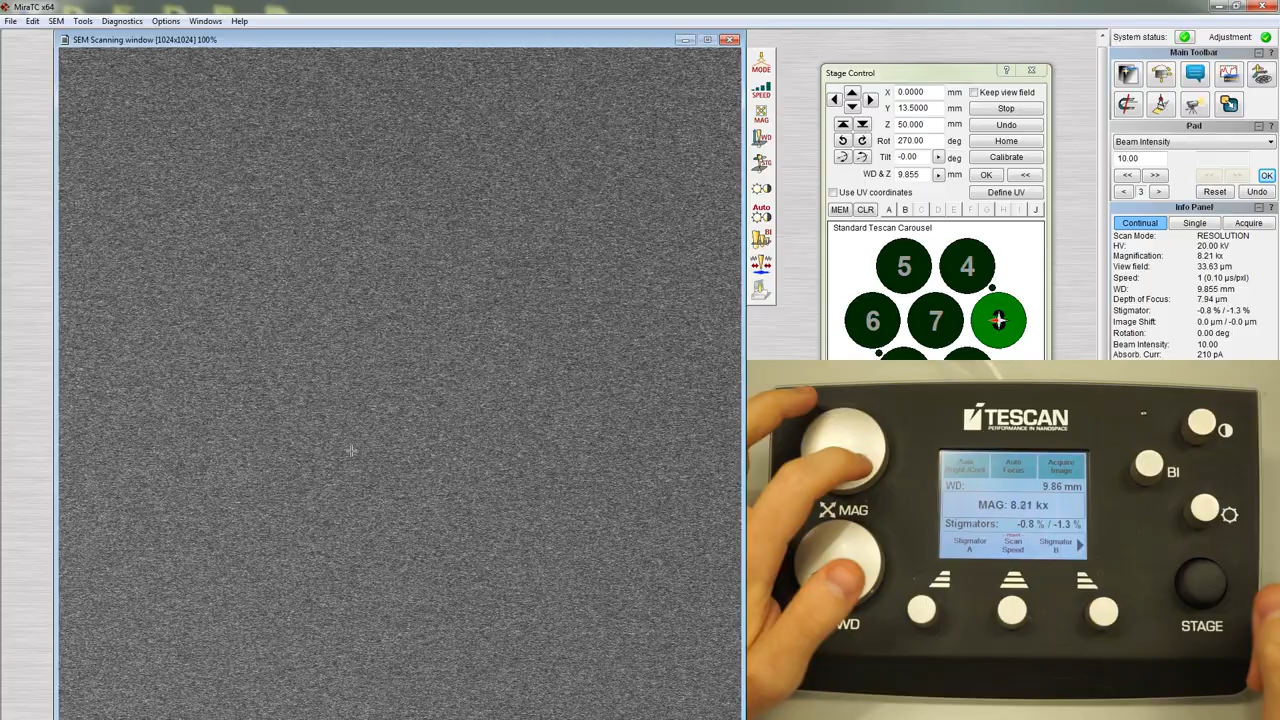 MiraTC x64
File Edit SEM Tools Diagnostics Options Windows Help
SEM Scanning window [1024x1024] 100%
MODE
SPEED
MAG
WD
STG
Auto
BI
Stage Control
X 0.0000 mm Keep view field
Y 13.5000 mm Stop
Z 50.000 mm Undo
Rot 270.00 deg Home
Tilt -0.00 deg Calibrate
WD & Z 9.855 mm OK <<
Use UV coordinates Define UV
MEM CLR A B C D E F G H I J
Standard Tescan Carousel
5 4
6 7
System status: Adjustment:
Main Toolbar
Pad
Beam Intensity
10.00
<< >> << >> OK
< 3 > Reset Undo
Info Panel
Continual Single Acquire
Scan Mode: RESOLUTION
HV: 20.00 kV
Magnification: 8.21 kx
View field: 33.63 µm
Speed: 1 (0.10 µs/pxl)
WD: 9.855 mm
Depth of Focus: 7.94 µm
Stigmator: -0.8 % / -1.3 %
Image Shift: 0.0 µm / -0.0 µm
Rotation: 0.00 deg
Beam Intensity: 10.00
Absorb. Curr: 210 pA
TESCAN
PERFORMANCE IN NANOSPACE
Auto Focus
Acquire Image
WD: 9.86 mm
MAG: 8.21 kx
Stigmators: -0.8 % / -1.3 %
Stigmator A
Scan Speed
Stigmator B
MAG
WD
BI
STAGE